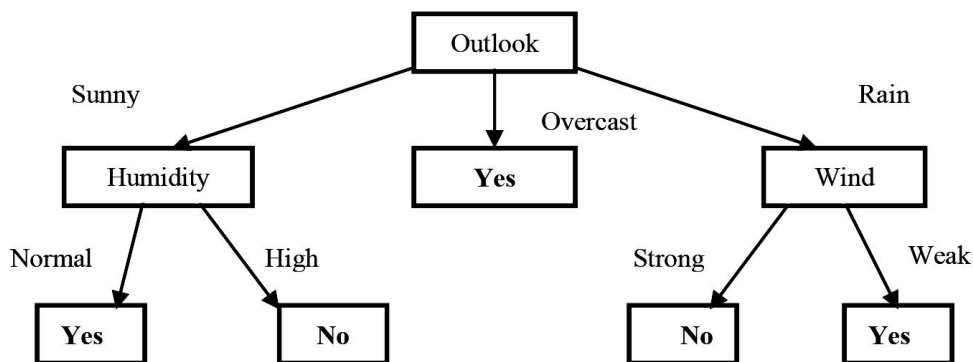 Outlook
Sunny
Rain
Overcast
Humidity
Yes
Wind
Normal
High
Strong
Weak
Yes
No
No
Yes